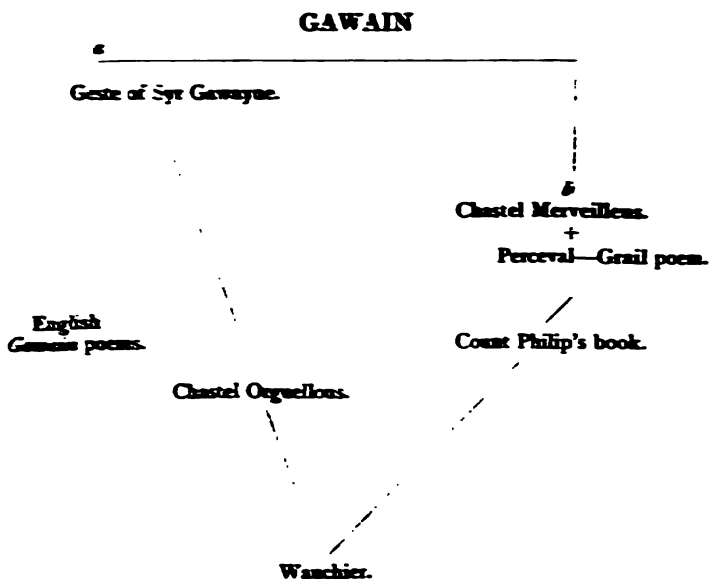 GAWAIN
a
Geste of Syr Gawayne.
b
Chastel Merveilleus.
+
Perceval—Grail poem.
English
Gawain poems.
Count Philip's book.
Chastel Orguellous.
Wauchier.